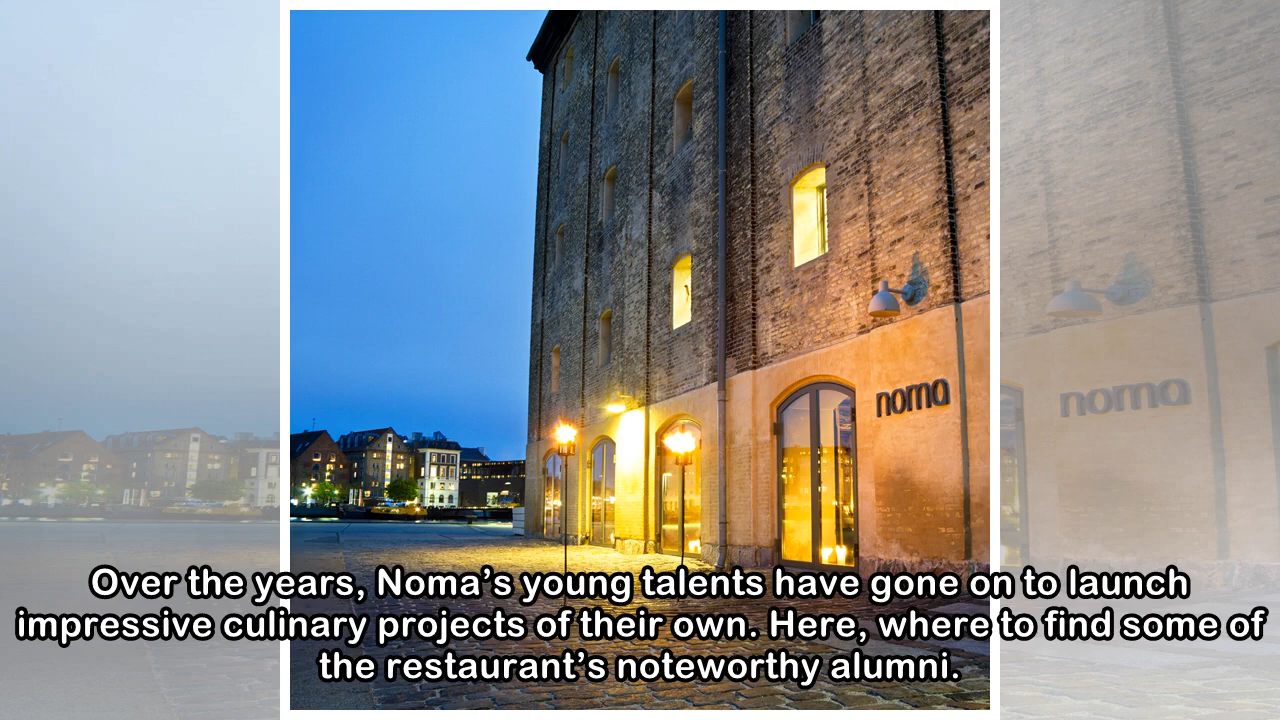 noma
noma
Over the years, Noma’s young talents have gone on to launch
impressive culinary projects of their own. Here, where to find some of
the restaurant’s noteworthy alumni.